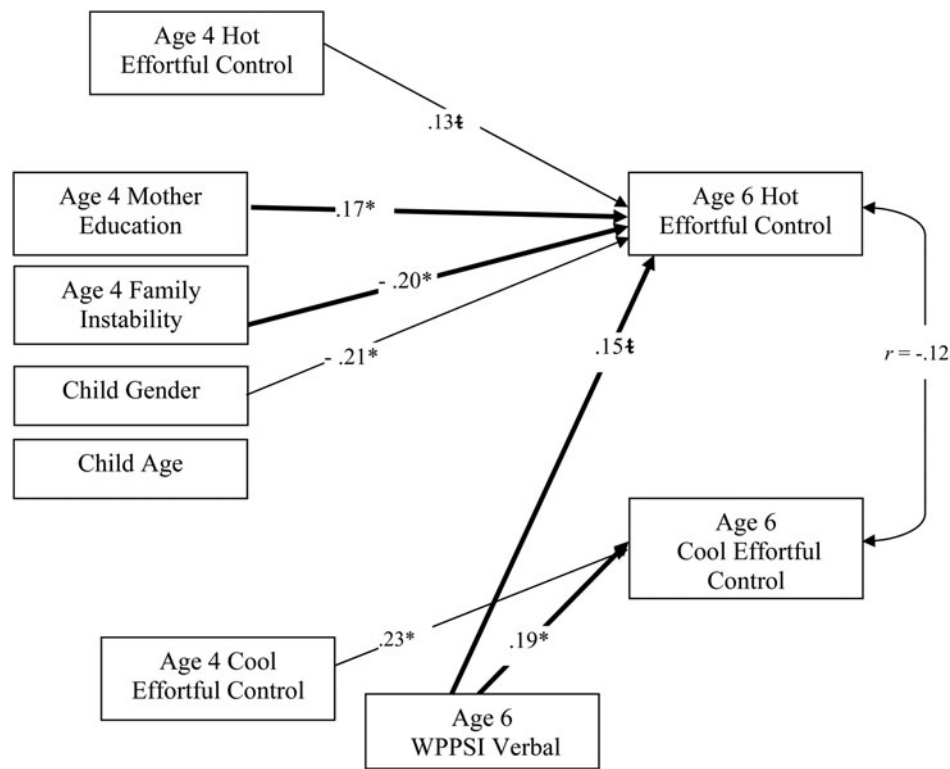 Age 4 Hot
Effortful Control
.13ŧ
Age 4 Mother
Education
.17*
Age 6 Hot
Effortful Control
Age 4 Family
Instability
- .20*
Child Gender
- .21*
.15ŧ
r = -.12
Child Age
Age 6
Cool Effortful
Control
Age 4 Cool
Effortful Control
.23*
.19*
Age 6
WPPSI Verbal